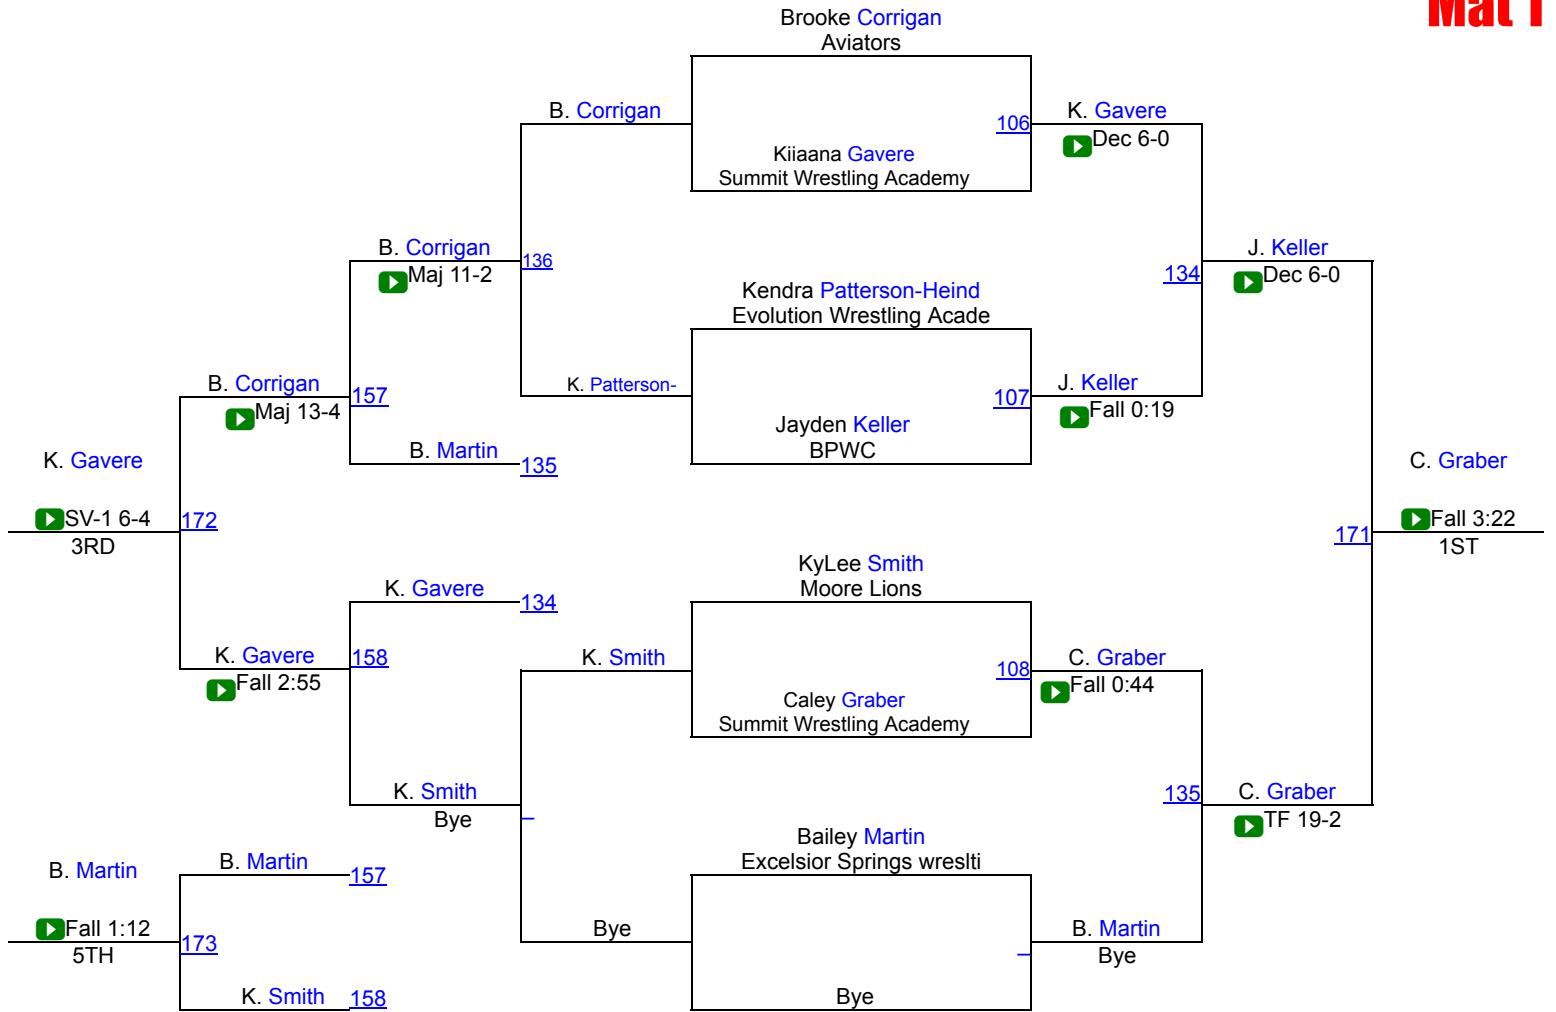 Mat 1
Brooke Corrigan
Aviators
B. Corrigan
106
K. Gavere
Dec 6-0
Kiiaana Gavere
Summit Wrestling Academy
B. Corrigan
Maj 11-2
136
134
J. Keller
Dec 6-0
Kendra Patterson-Heind
Evolution Wrestling Acade
B. Corrigan
Maj 13-4
157
K. Patterson-
107
J. Keller
Fall 0:19
Jayden Keller
BPWC
B. Martin
135
K. Gavere
SV-1 6-4
3RD
172
C. Graber
Fall 3:22
1ST
171
KyLee Smith
Moore Lions
K. Gavere
134
K. Gavere
Fall 2:55
158
K. Smith
108
C. Graber
Fall 0:44
Caley Graber
Summit Wrestling Academy
K. Smith
Bye
135
C. Graber
TF 19-2
Bailey Martin
Excelsior Springs wreslti
B. Martin
Fall 1:12
5TH
B. Martin
157
173
Bye
B. Martin
Bye
K. Smith
158
Bye